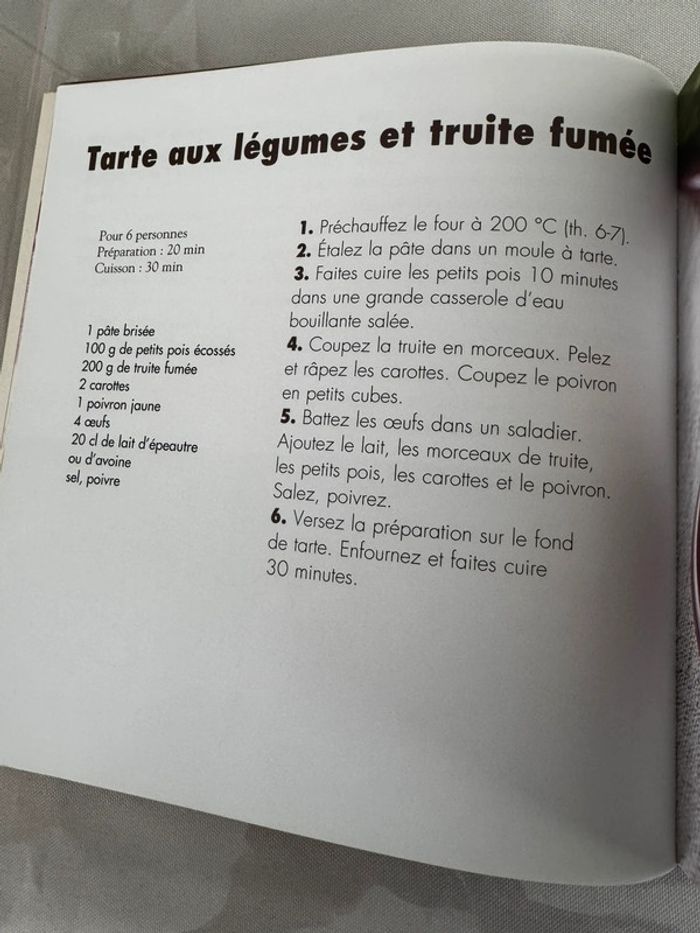 Tarte aux légumes et truite fumée
Pour 6 personnes
Préparation : 20 min
Cuisson : 30 min
1 pâte brisée
100 g de petits pois écossés
200 g de truite fumée
2 carottes
1 poivron jaune
4 œufs
20 cl de lait d'épeautre
ou d'avoine
sel, poivre
1. Préchauffez le four à 200 °C (th. 6-7).
2. Étalez la pâte dans un moule à tarte.
3. Faites cuire les petits pois 10 minutes
dans une grande casserole d'eau
bouillante salée.
4. Coupez la truite en morceaux. Pelez
et râpez les carottes. Coupez le poivron
en petits cubes.
5. Battez les œufs dans un saladier.
Ajoutez le lait, les morceaux de truite,
les petits pois, les carottes et le poivron.
Salez, poivrez.
6. Versez la préparation sur le fond
de tarte. Enfournez et faites cuire
30 minutes.